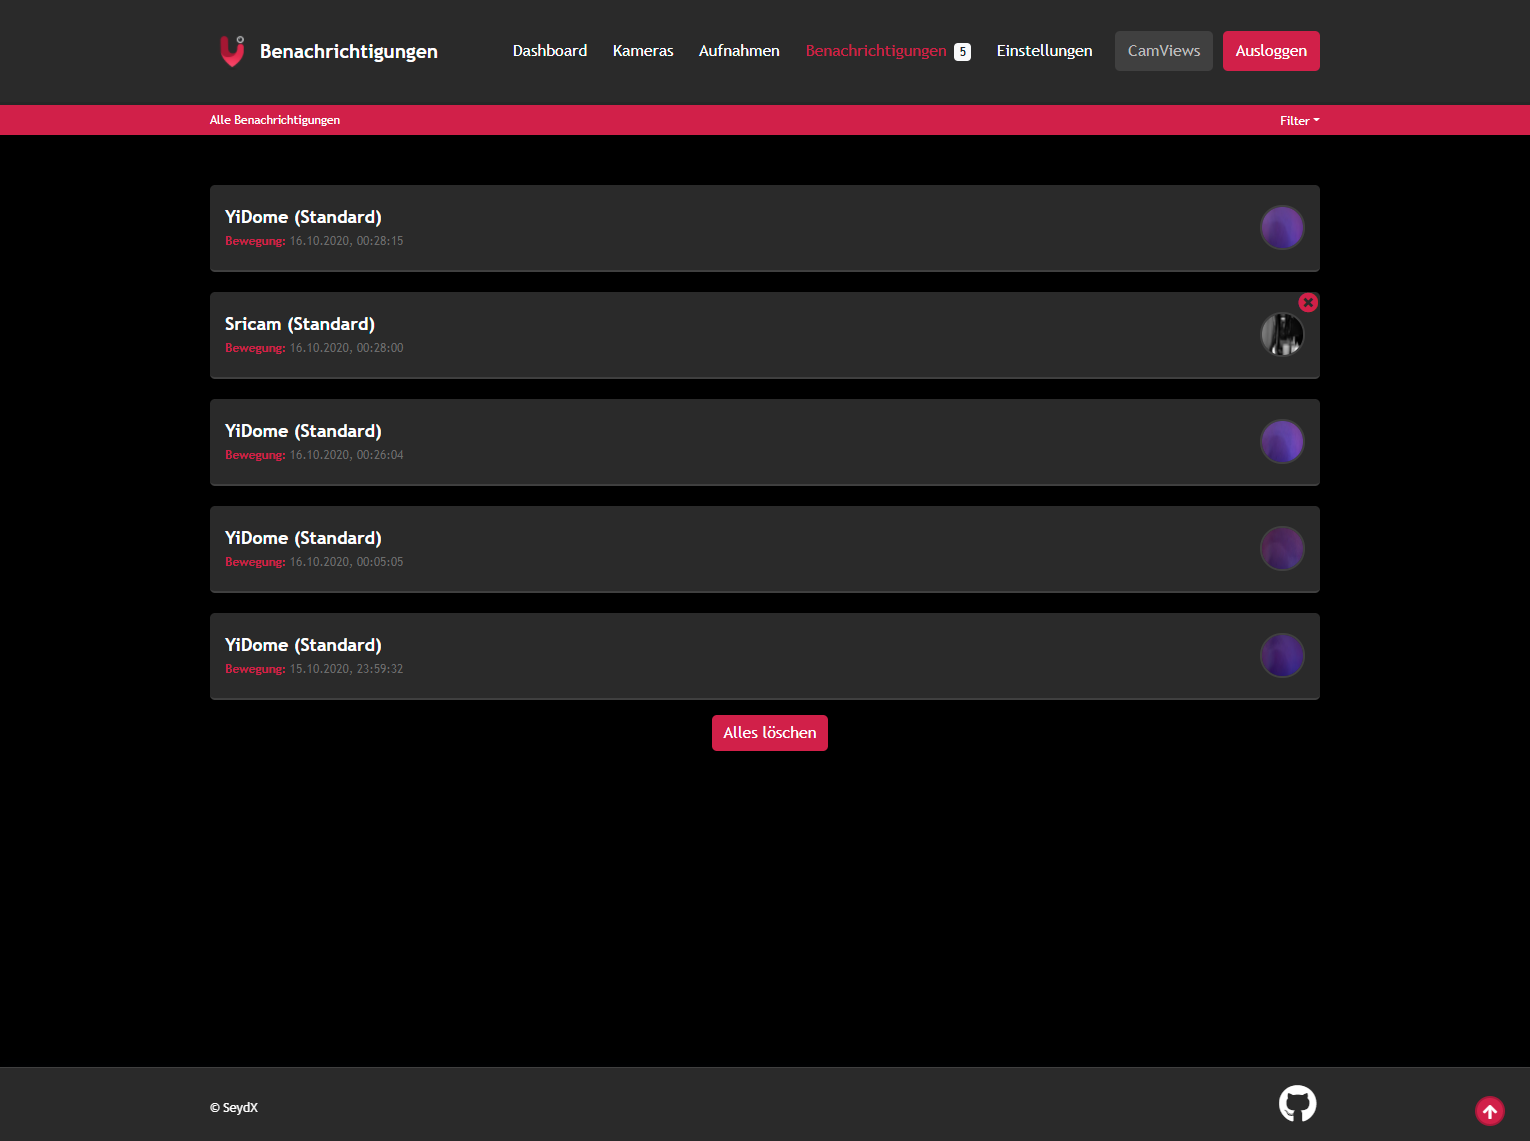 Benachrichtigungen Dashboard Kameras Aufnahmen Benachrichtigungen 5 Einstellungen CamViews Ausloggen
Alle Benachrichtigungen Filter
YiDome (Standard)
Bewegung: 16.10.2020, 00:28:15
Sricam (Standard)
Bewegung: 16.10.2020, 00:28:00
YiDome (Standard)
Bewegung: 16.10.2020, 00:26:04
YiDome (Standard)
Bewegung: 16.10.2020, 00:05:05
YiDome (Standard)
Bewegung: 15.10.2020, 23:59:32
Alles löschen
© SeydX